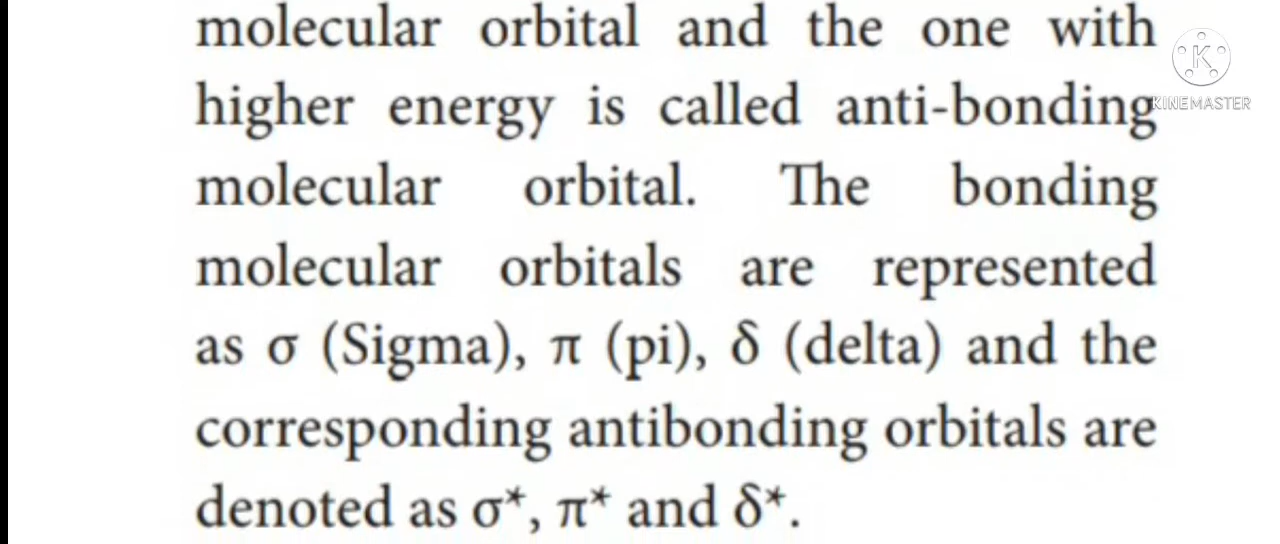 molecular orbital and the one with
higher energy is called anti-bonding
molecular orbital. The bonding
molecular orbitals are represented
as σ (Sigma), π (pi), δ (delta) and the
corresponding antibonding orbitals are
denoted as σ*, π* and δ*.
K
KINEMASTER